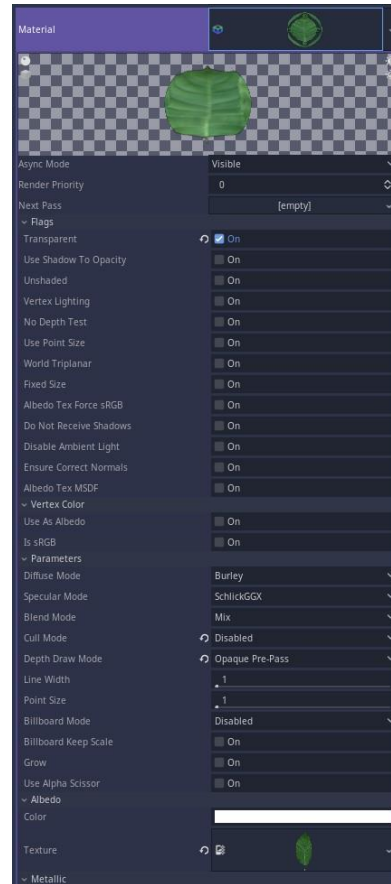 Material
Async Mode Visible
Render Priority 0
Next Pass [empty]
Flags
Transparent On
Use Shadow To Opacity On
Unshaded On
Vertex Lighting On
No Depth Test On
Use Point Size On
World Triplanar On
Fixed Size On
Albedo Tex Force sRGB On
Do Not Receive Shadows On
Disable Ambient Light On
Ensure Correct Normals On
Albedo Tex MSDF On
Vertex Color
Use As Albedo On
Is sRGB On
Parameters
Diffuse Mode Burley
Specular Mode SchlickGGX
Blend Mode Mix
Cull Mode Disabled
Depth Draw Mode Opaque Pre-Pass
Line Width 1
Point Size 1
Billboard Mode Disabled
Billboard Keep Scale On
Grow On
Use Alpha Scissor On
Albedo
Color
Texture
Metallic